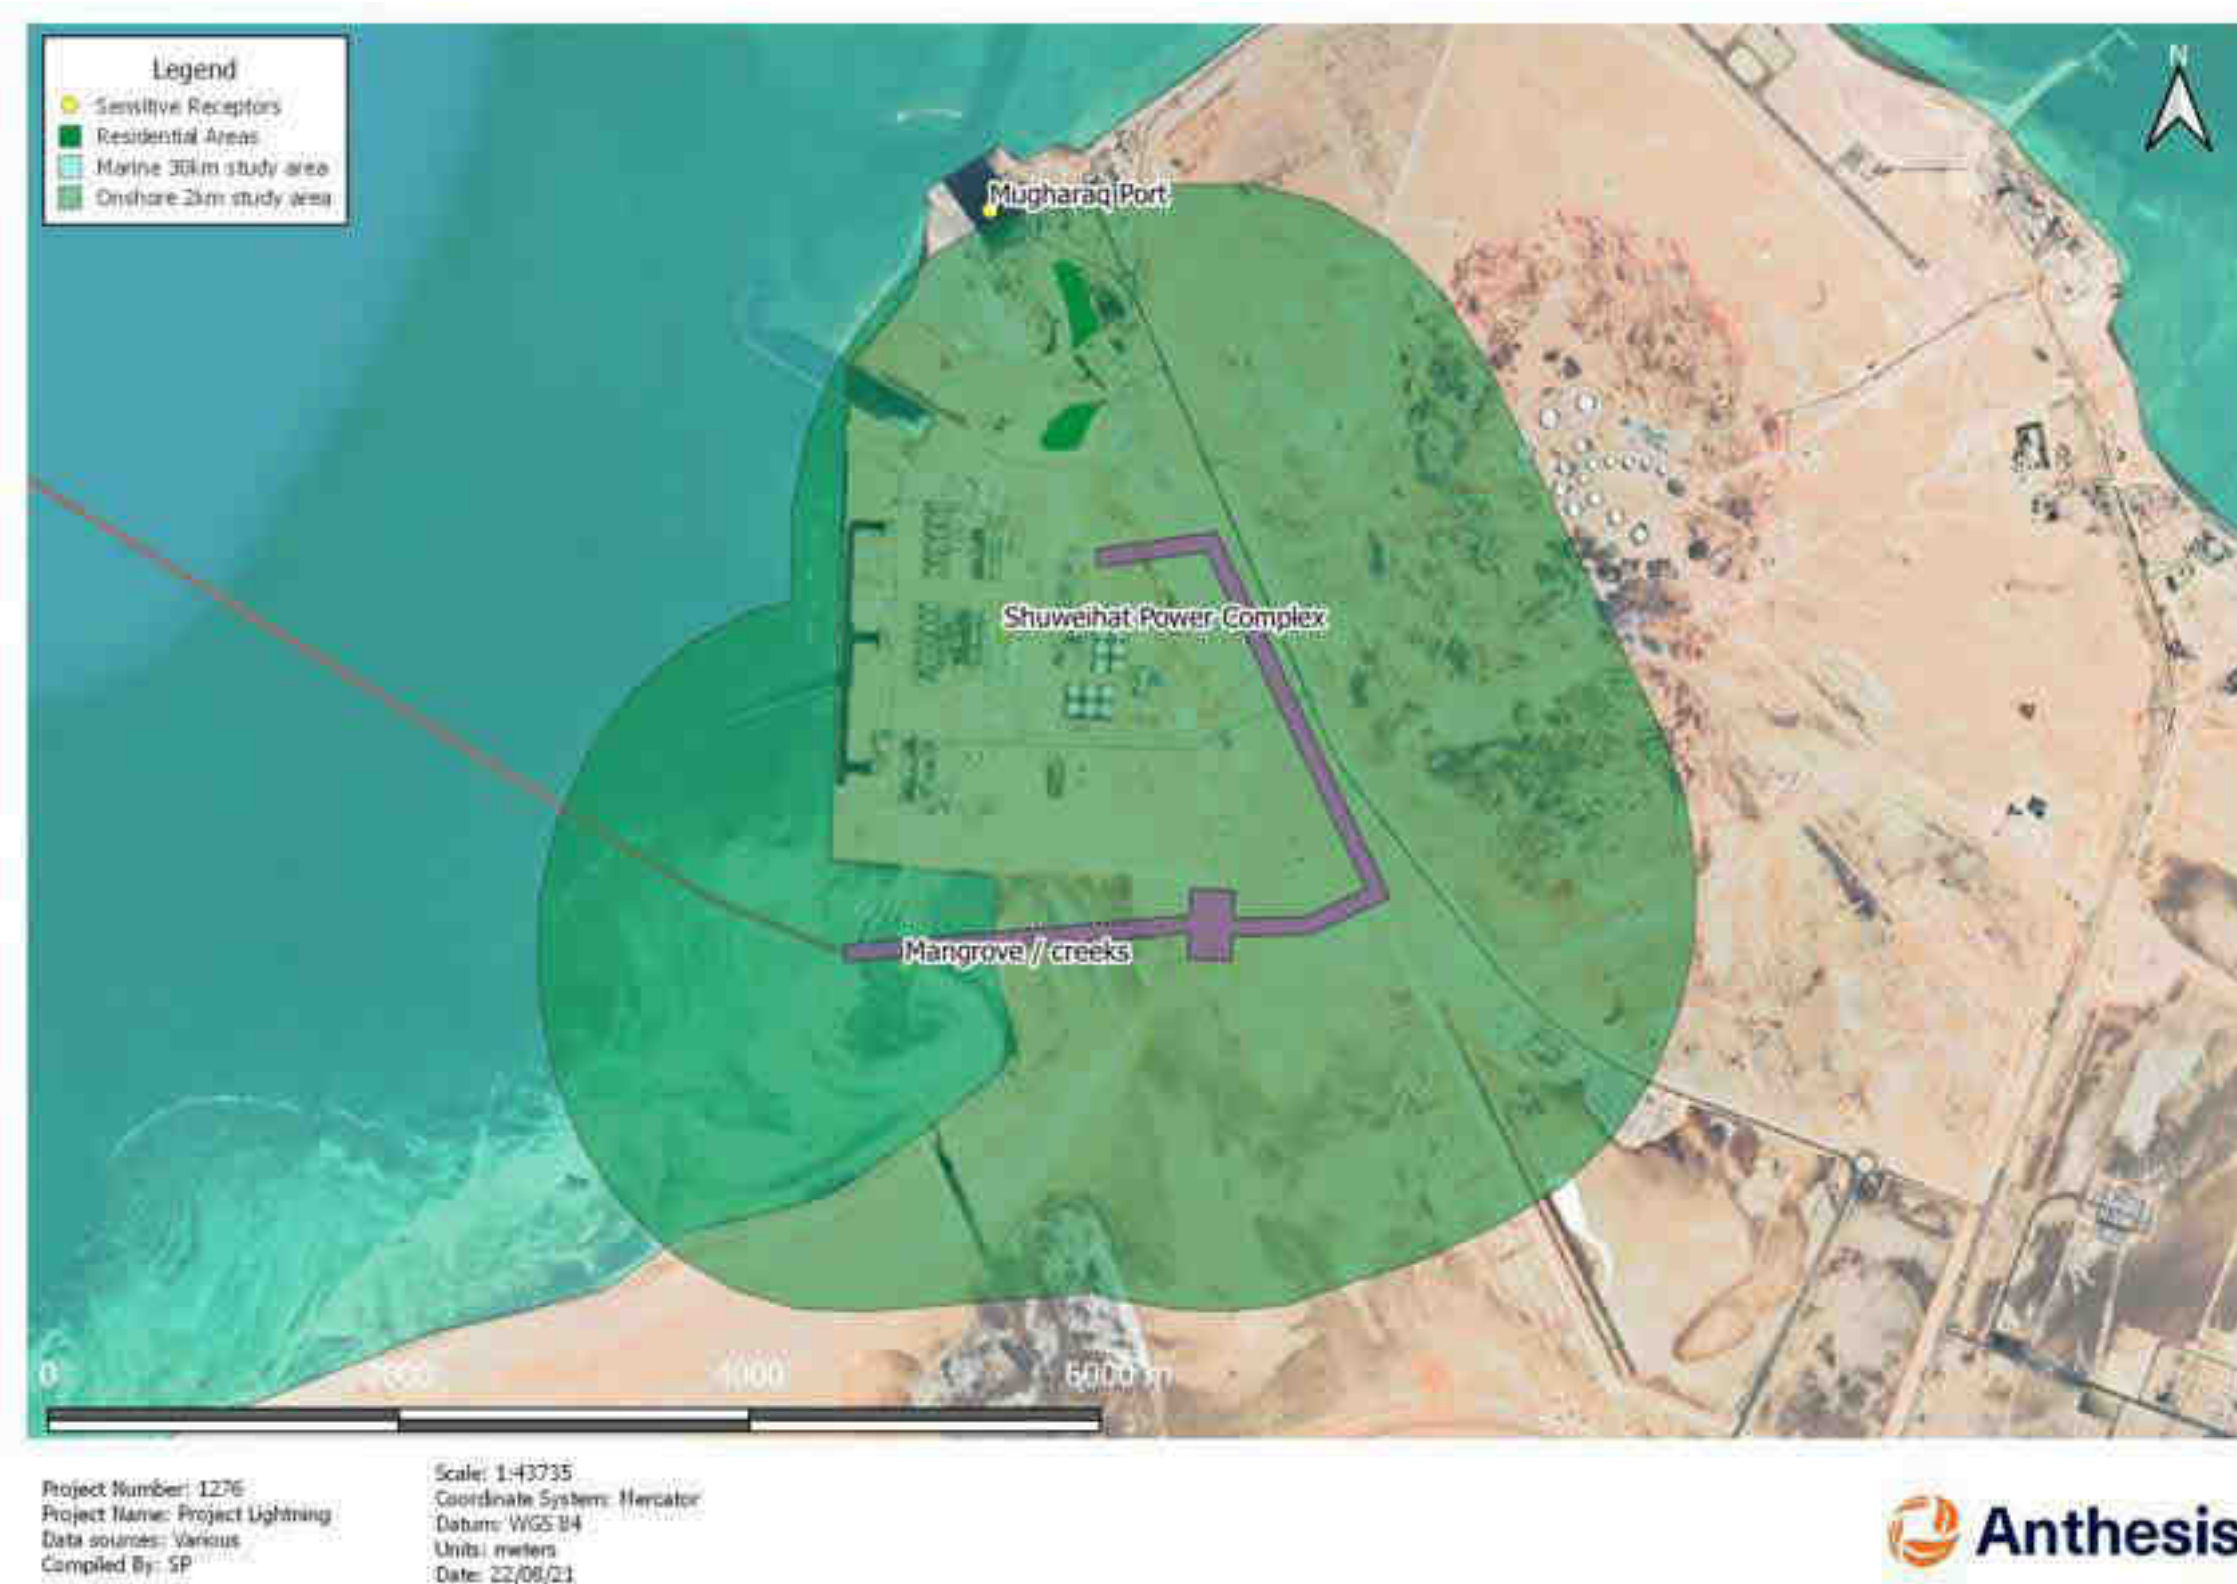 Legend
Sensitive Receptors
Residential Areas
Marine 30km study area
Onshore 2km study area
N
Mugharaq Port
Shuweihat Power Complex
Mangrove / creeks
0
4000
6000 m
Project Number: 1276
Project Name: Project Lightning
Data sources: Various
Compiled By: SP
Scale: 1:43735
Coordinate System: Mercator
Datum: WGS 84
Units: meters
Date: 22/08/21
Anthesis